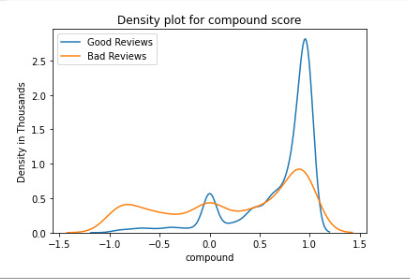 Density plot for compound score
Good Reviews
Bad Reviews
Density in Thousands
2.5
2.0
1.5
1.0
0.5
0.0
−1.5 −1.0 −0.5 0.0 0.5 1.0 1.5
compound